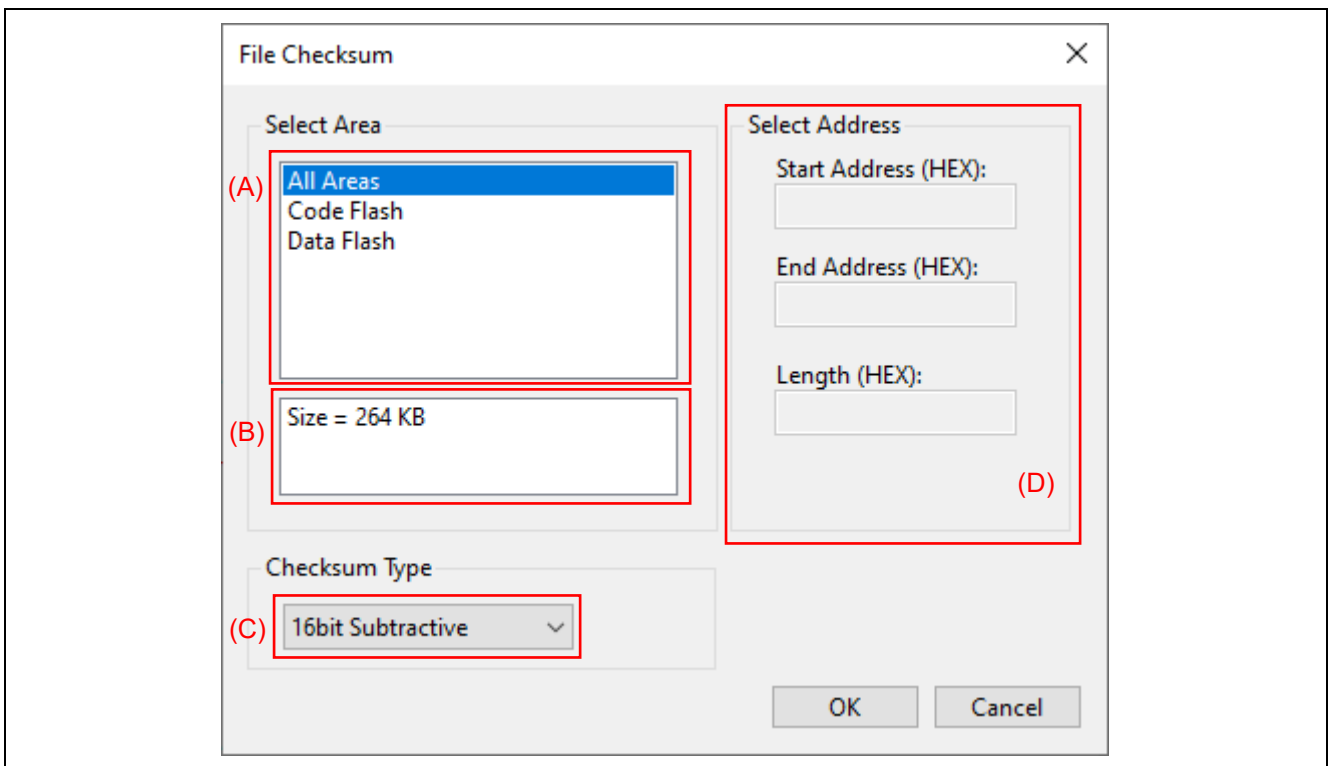 File Checksum
Select Area
(A)
All Areas
Code Flash
Data Flash
(B)
Size = 264 KB
Checksum Type
(C)
16bit Subtractive
Select Address
Start Address (HEX):
End Address (HEX):
Length (HEX):
(D)
OK
Cancel